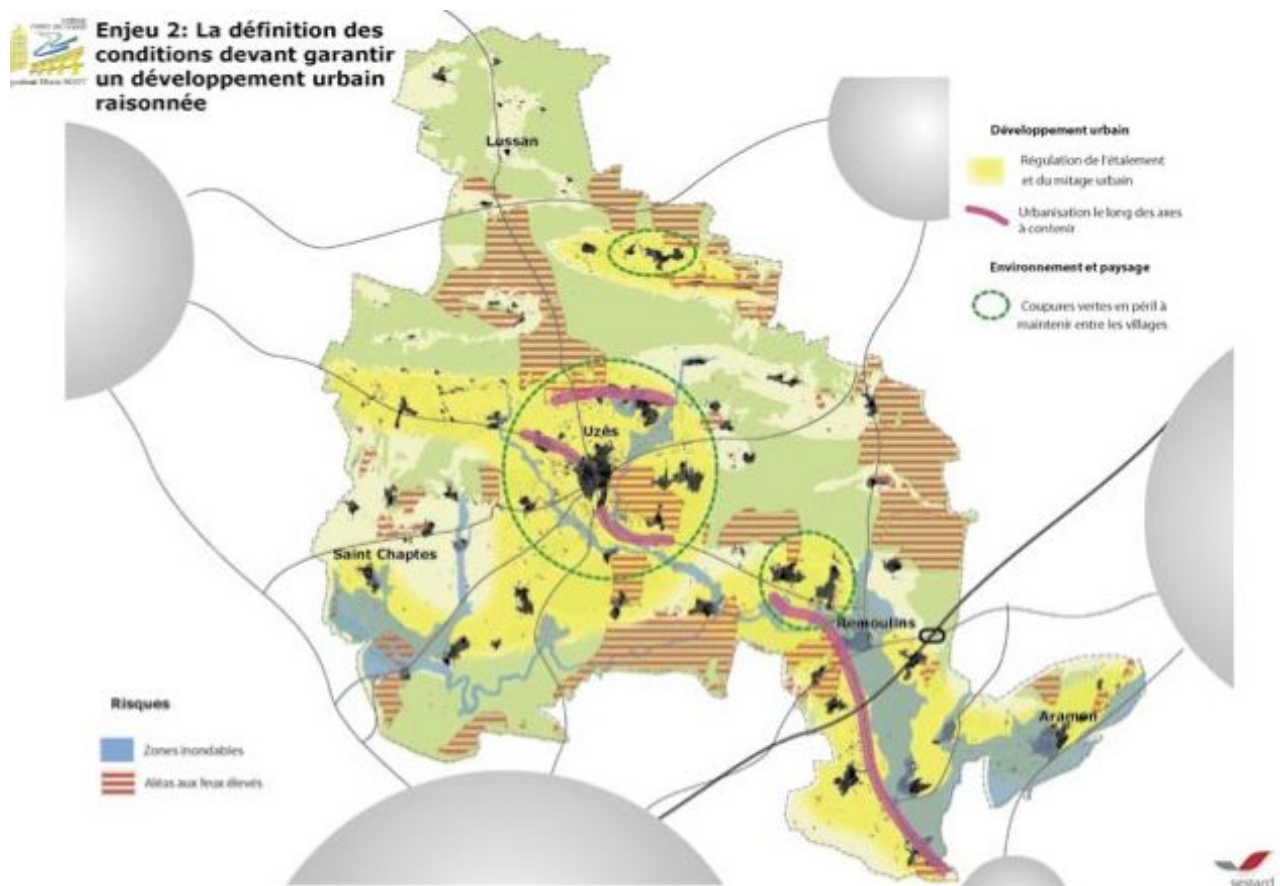 Enjeu 2: La définition des
conditions devant garantir
un développement urbain
raisonnée
Développement urbain
Régulation de l'étalement
et du mitage urbain
Urbanisation le long des axes
à contenir
Environnement et paysage
Coupures vertes en péril à
maintenir entre les villages
Lussan
Uzès
Saint Chaptes
Remoulins
Aramon
Risques
Zones inondables
Aléas aux feux élevés
segard